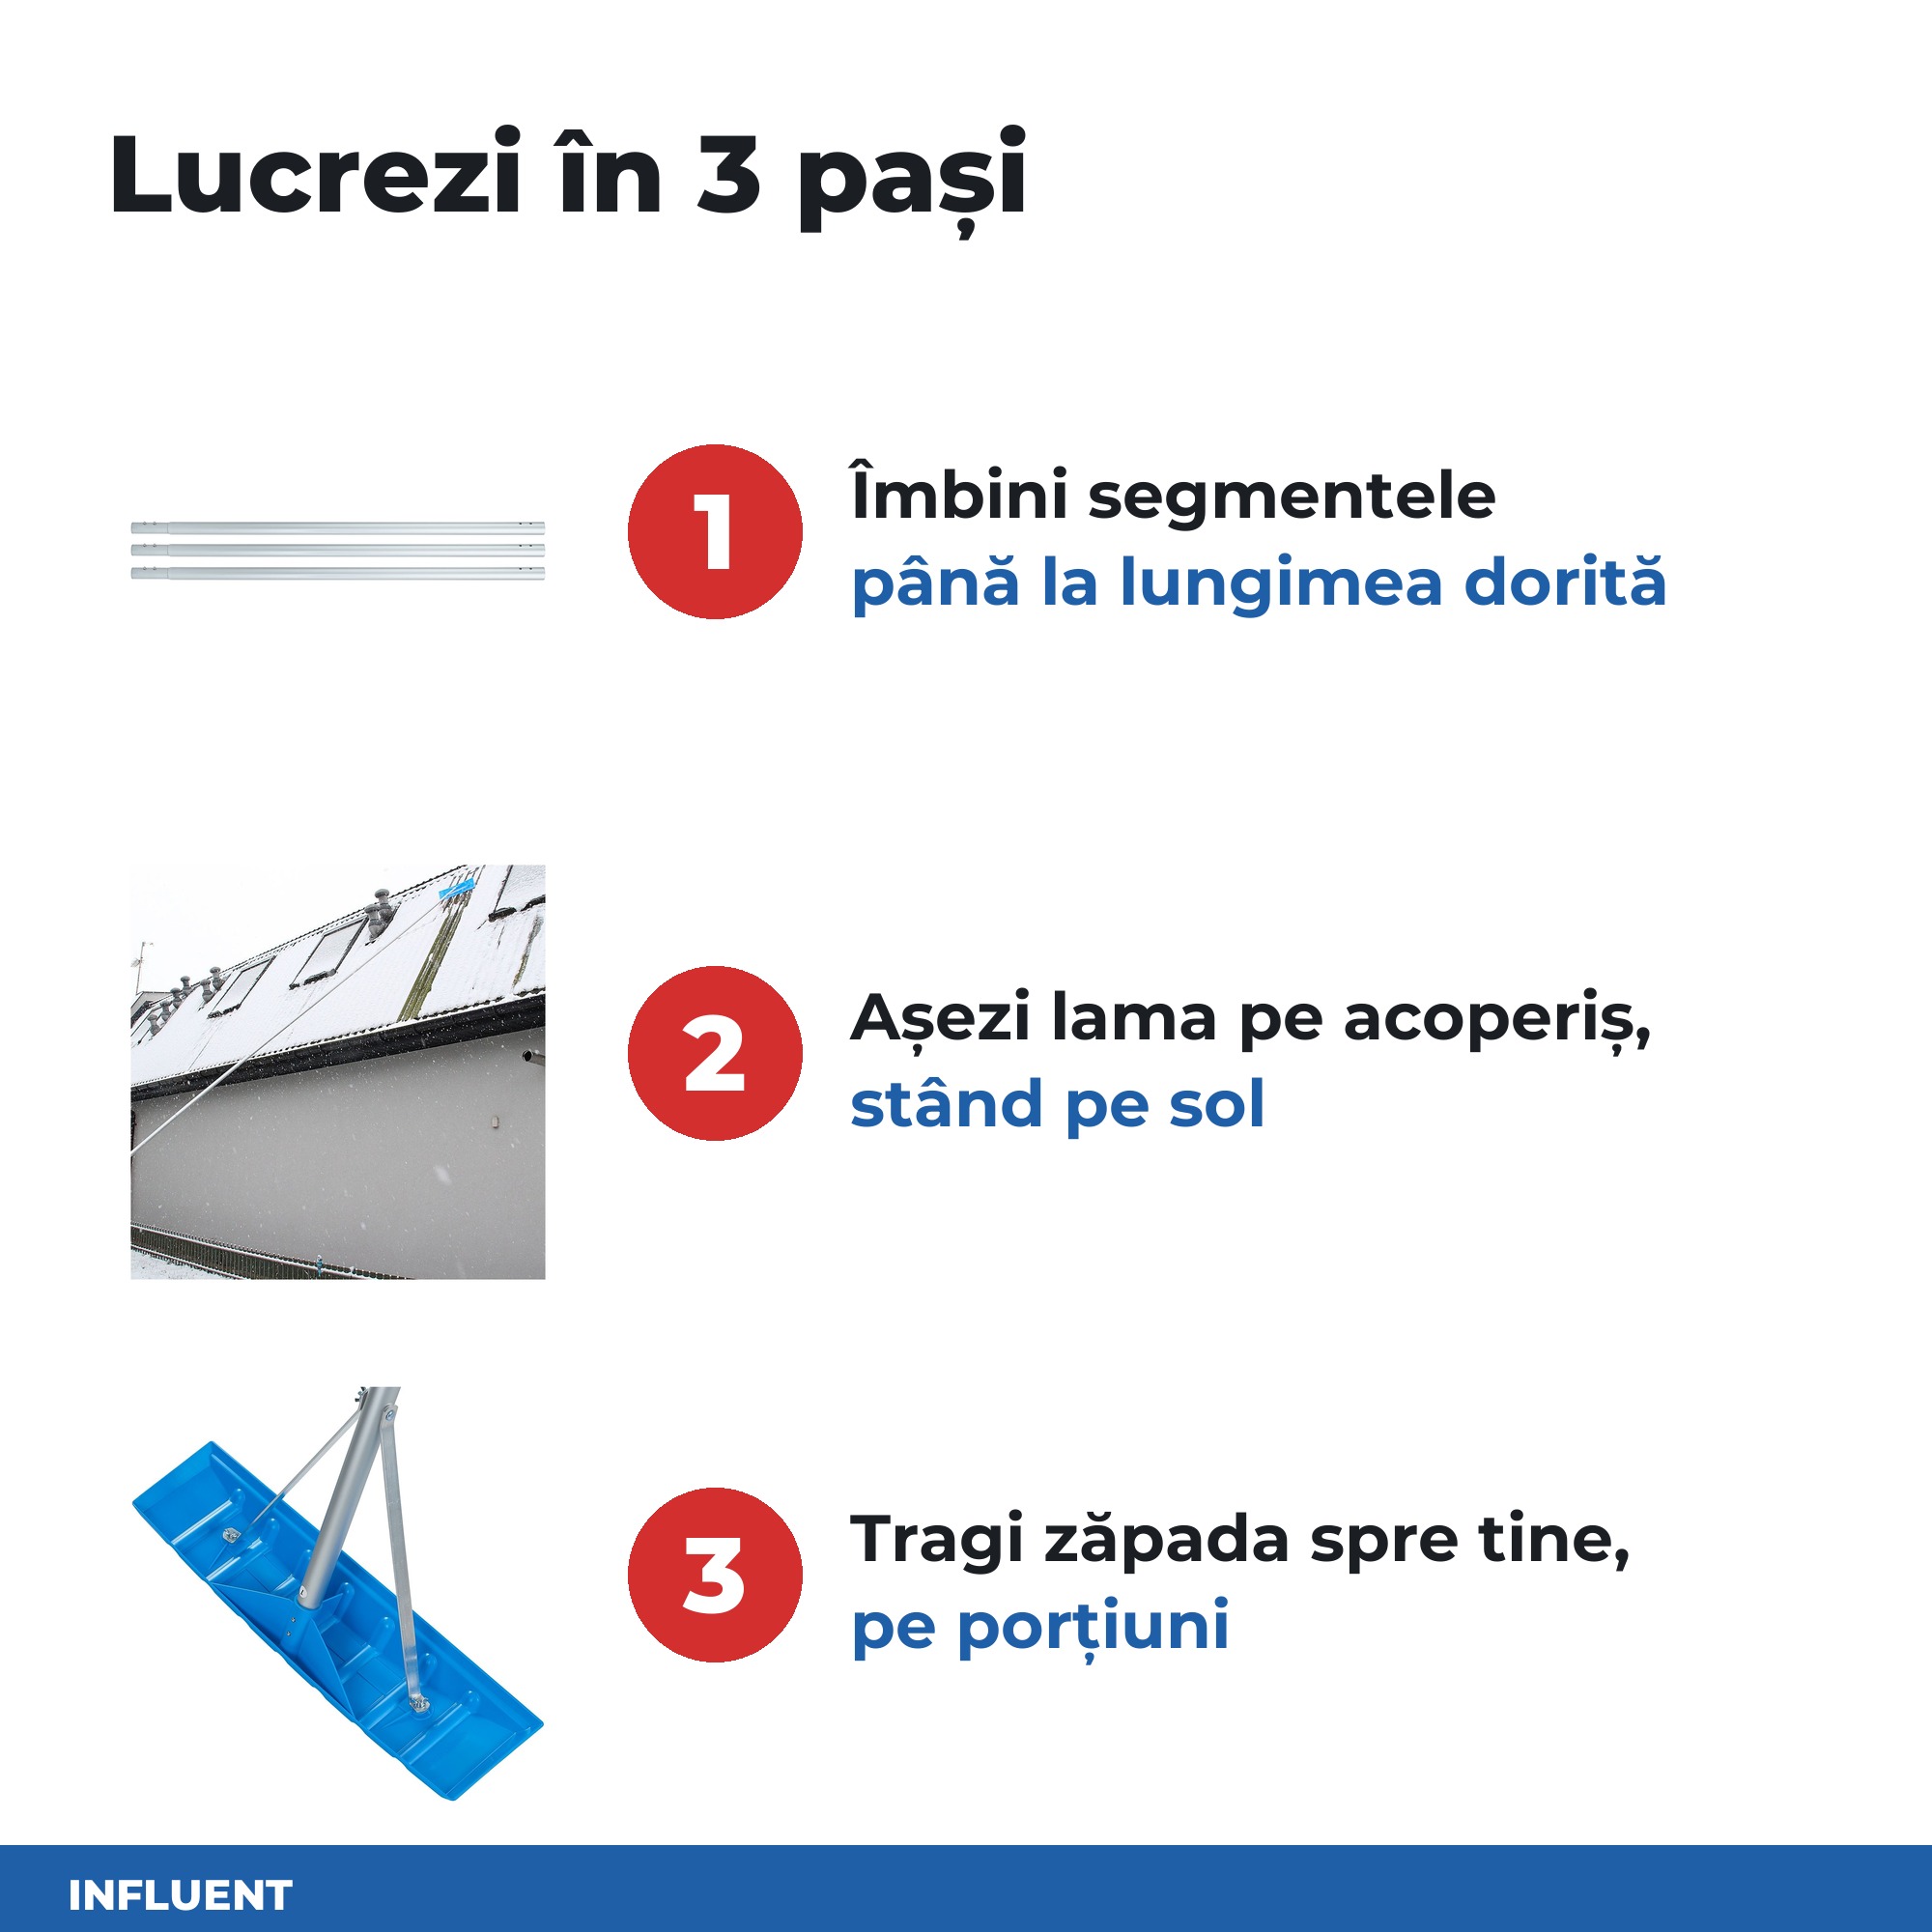 Lucrezi în 3 pași
1
Îmbini segmentele
până la lungimea dorită
2
Așezi lama pe acoperiș,
stând pe sol
3
Tragi zăpada spre tine,
pe porțiuni
INFLUENT